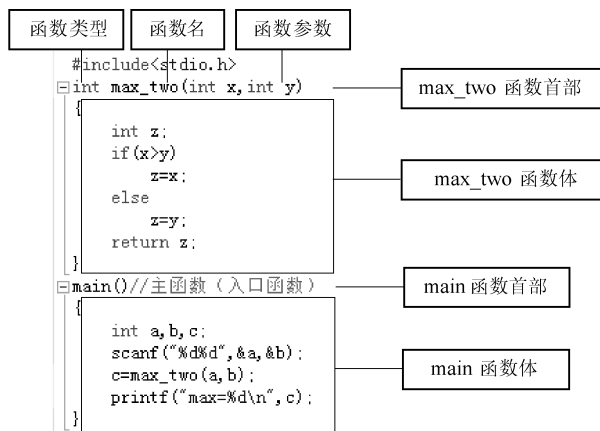 函数类型 函数名 函数参数
#include<stdio.h>
int max_two(int x,int y)
max_two 函数首部
{
int z;
if(x>y)
z=x;
max_two 函数体
else
z=y;
return z;
}
main()//主函数（入口函数）
main 函数首部
{
int a,b,c;
scanf("%d%d",&a,&b);
c=max_two(a,b);
main 函数体
printf("max=%d\n",c);
}